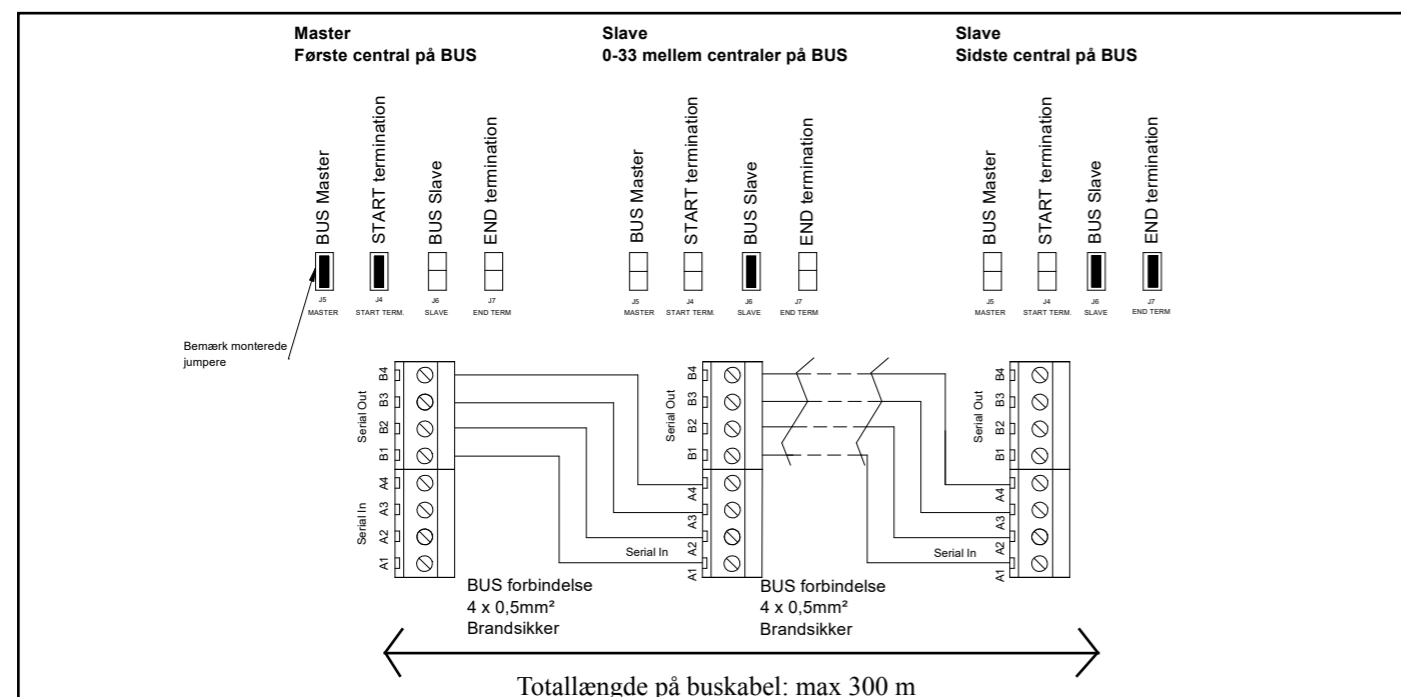 Master
Første central på BUS
Slave
0-33 mellem centraler på BUS
Slave
Sidste central på BUS
BUS Master
START termination
BUS Slave
END termination
BUS Master
START termination
BUS Slave
END termination
BUS Master
START termination
BUS Slave
END termination
J5
MASTER
J4
START TERM.
J6
SLAVE
J7
END TERM
J5
MASTER
J4
START TERM.
J6
SLAVE
J7
END TERM
J5
MASTER
J4
START TERM.
J6
SLAVE
J7
END TERM
Bemærk monterede
jumpere
Serial Out
B4
B3
B2
B1
Serial In
A4
A3
A2
A1
Serial Out
B4
B3
B2
B1
Serial In
A4
A3
A2
A1
Serial Out
B4
B3
B2
B1
Serial In
A4
A3
A2
A1
BUS forbindelse
4 x 0,5mm²
Brandsikker
BUS forbindelse
4 x 0,5mm²
Brandsikker
Totallængde på buskabel: max 300 m